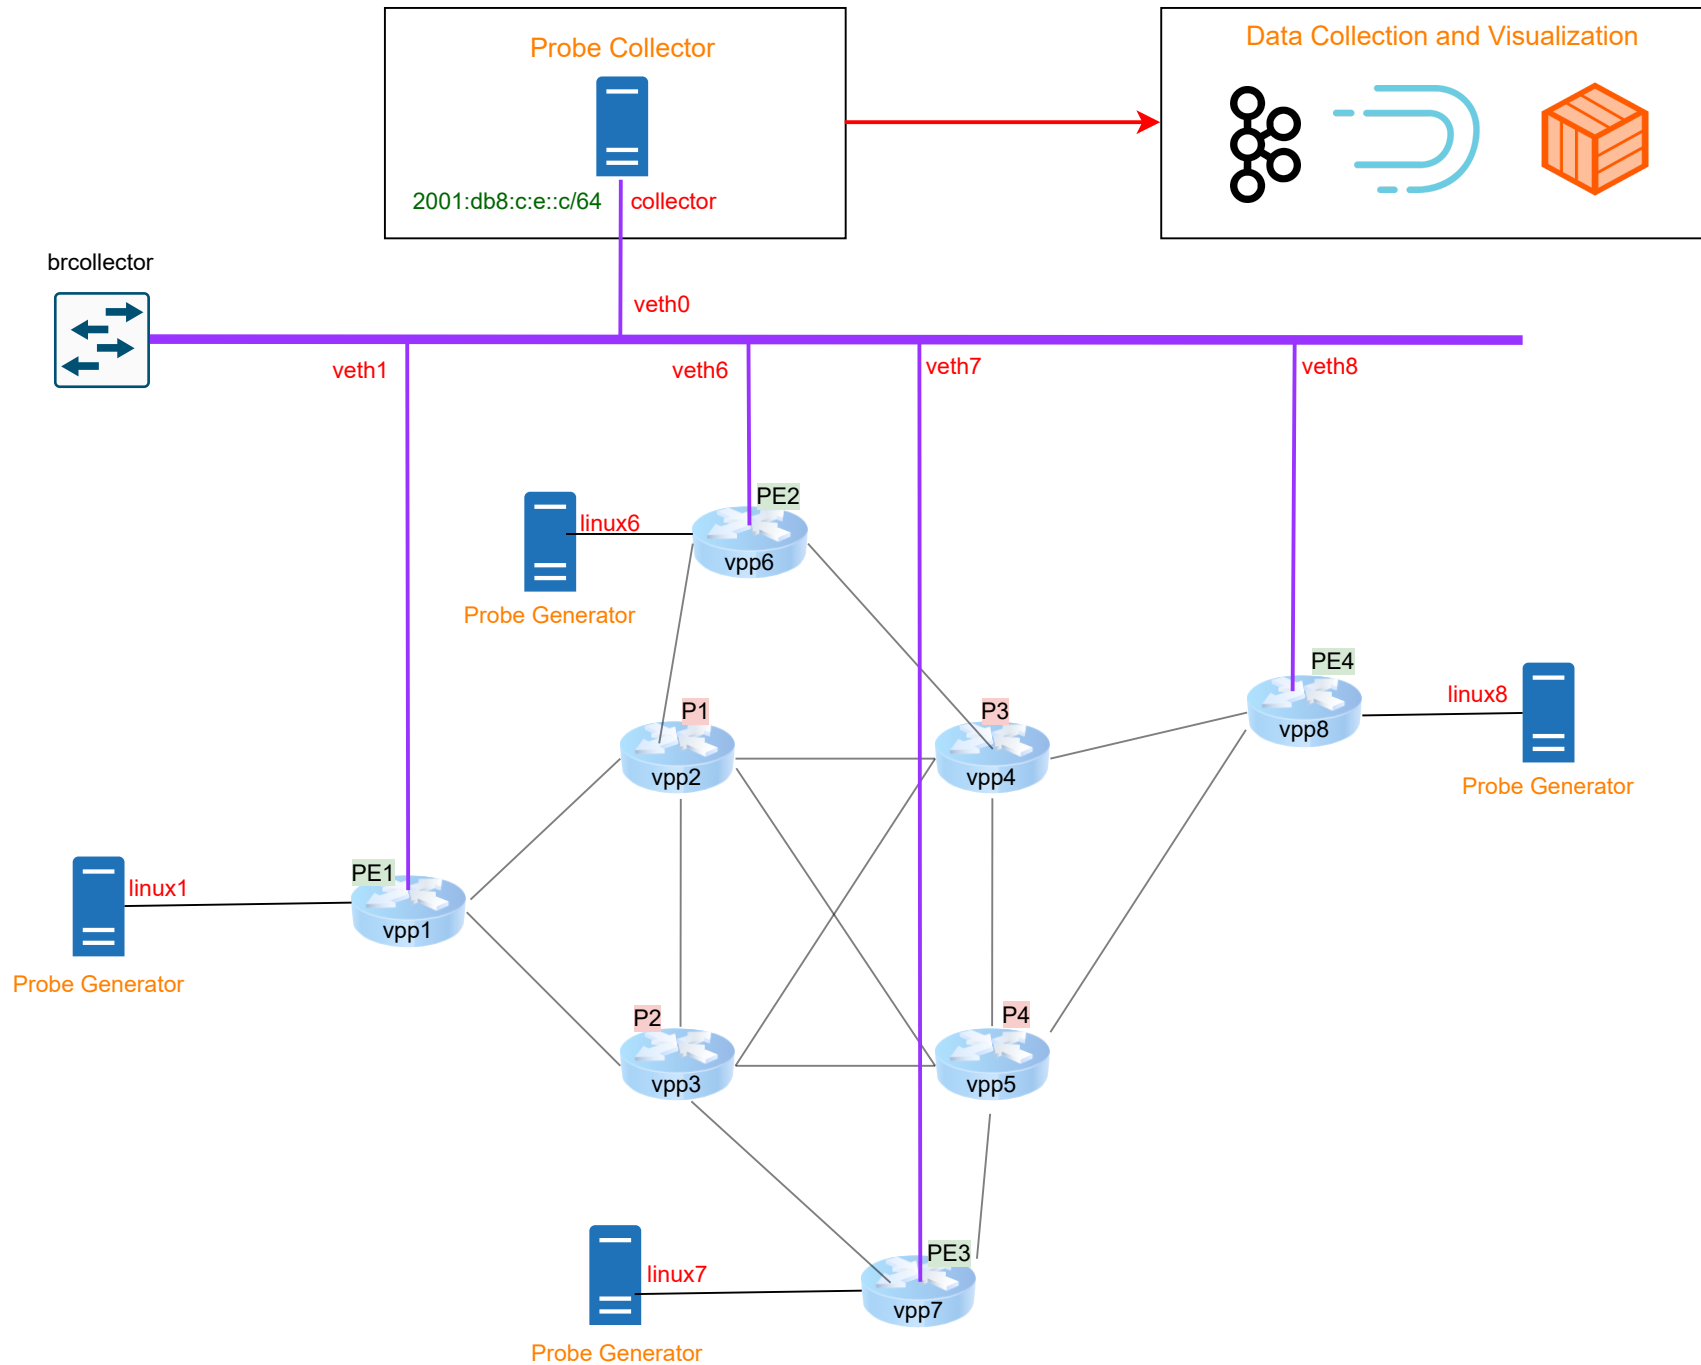 Probe Collector
Data Collection and Visualization
2001:db8:c:e::c/64
collector
brcollector
veth0
veth1
veth6
veth7
veth8
PE2
linux6
vpp6
Probe Generator
PE4
linux8
vpp8
Probe Generator
P1
vpp2
P3
vpp4
PE1
linux1
vpp1
Probe Generator
P2
vpp3
P4
vpp5
PE3
linux7
vpp7
Probe Generator